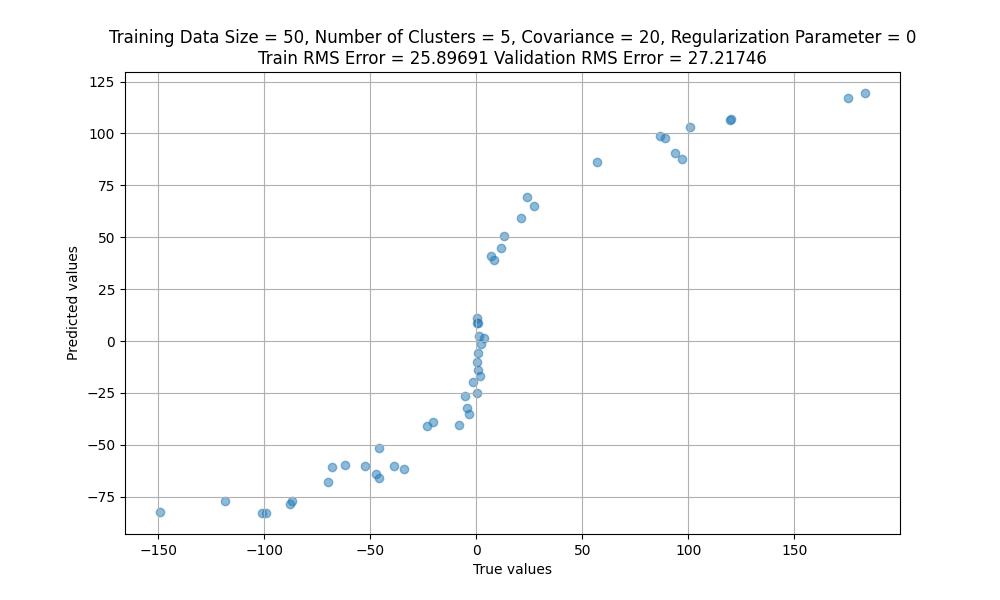 Training Data Size = 50, Number of Clusters = 5, Covariance = 20, Regularization Parameter = 0
Train RMS Error = 25.89691 Validation RMS Error = 27.21746
125
100
75
50
25
0
−25
−50
−75
Predicted values
−150 −100 −50 0 50 100 150
True values